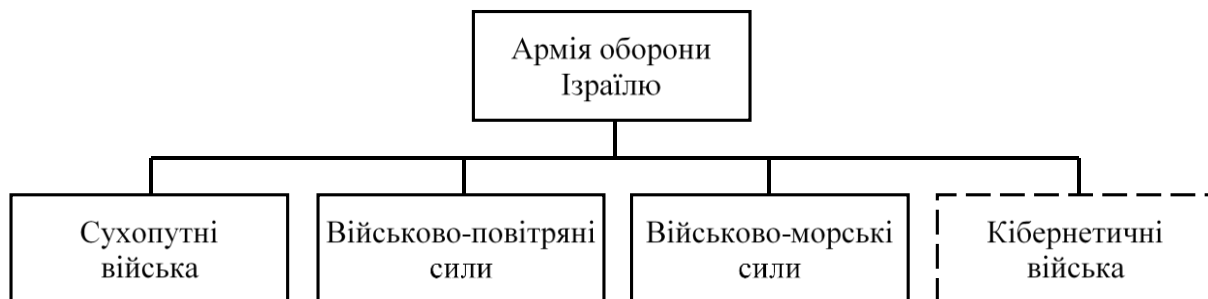 Армія оборони
Ізраїлю
Сухопутні
війська
Військово-повітряні
сили
Військово-морські
сили
Кібернетичні
війська